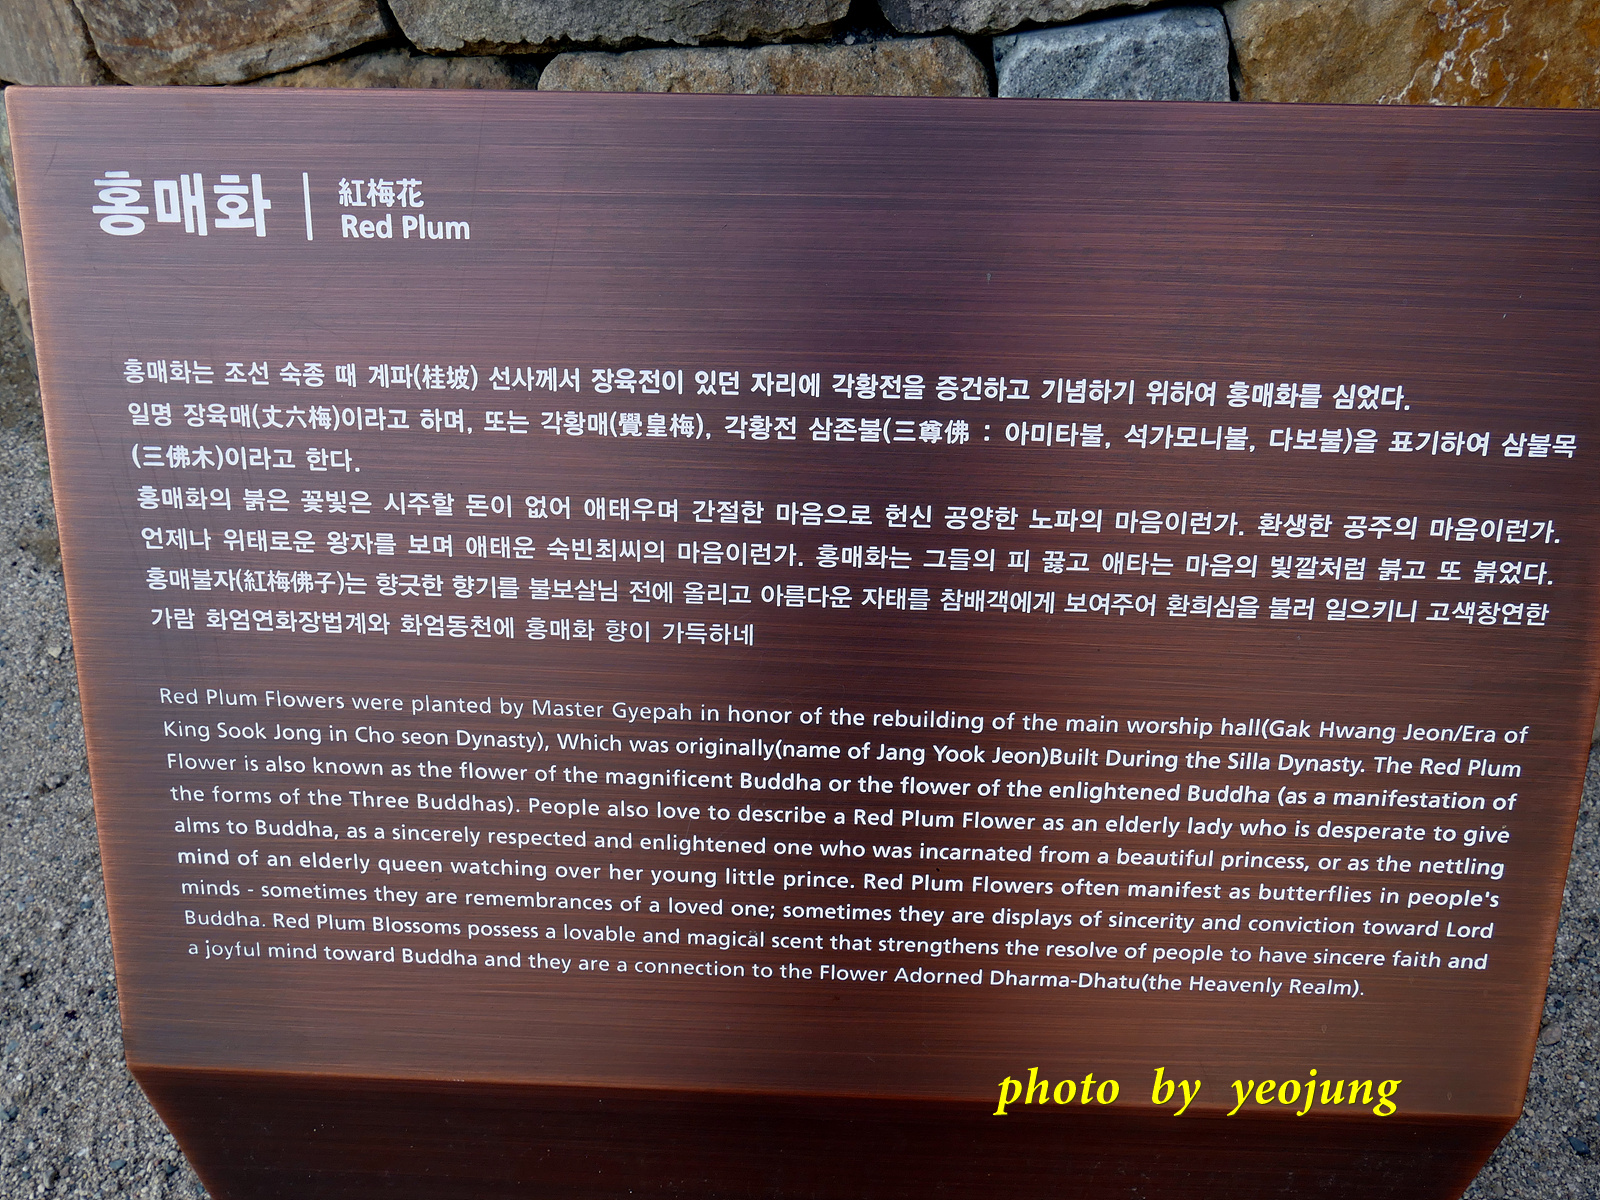 홍매화
紅梅花
Red Plum
홍매화는 조선 숙종 때 계파(桂坡) 선사께서 장육전이 있던 자리에 각황전을 중건하고 기념하기 위하여 홍매화를 심었다.
일명 장육매(丈六梅)이라고 하며, 또는 각황매(覺皇梅), 각황전 삼존불(三尊佛 : 아미타불, 석가모니불, 다보불)을 표기하여 삼불목
(三佛木)이라고 한다.
홍매화의 붉은 꽃빛은 시주할 돈이 없어 애태우며 간절한 마음으로 헌신 공양한 노파의 마음이런가. 환생한 공주의 마음이런가.
언제나 위태로운 왕자를 보며 애태운 숙빈최씨의 마음이런가. 홍매화는 그들의 피 끓고 애타는 마음의 빛깔처럼 붉고 또 붉었다.
홍매불자(紅梅佛子)는 향긋한 향기를 불보살님 전에 올리고 아름다운 자태를 참배객에게 보여주어 환희심을 불러 일으키니 고색창연한
가람 화엄연화장법계와 화엄동천에 홍매화 향이 가득하네
Red Plum Flowers were planted by Master Gyepah in honor of the rebuilding of the main worship hall(Gak Hwang Jeon/Era of
King Sook Jong in Cho seon Dynasty), Which was originally(name of Jang Yook Jeon)Built During the Silla Dynasty. The Red Plum
Flower is also known as the flower of the magnificent Buddha or the flower of the enlightened Buddha (as a manifestation of
the forms of the Three Buddhas). People also love to describe a Red Plum Flower as an elderly lady who is desperate to give
alms to Buddha, as a sincerely respected and enlightened one who was incarnated from a beautiful princess, or as the nettling
mind of an elderly queen watching over her young little prince. Red Plum Flowers often manifest as butterflies in people's
minds - sometimes they are remembrances of a loved one; sometimes they are displays of sincerity and conviction toward Lord
Buddha. Red Plum Blossoms possess a lovable and magical scent that strengthens the resolve of people to have sincere faith and
a joyful mind toward Buddha and they are a connection to the Flower Adorned Dharma-Dhatu(the Heavenly Realm).
photo by yeojung